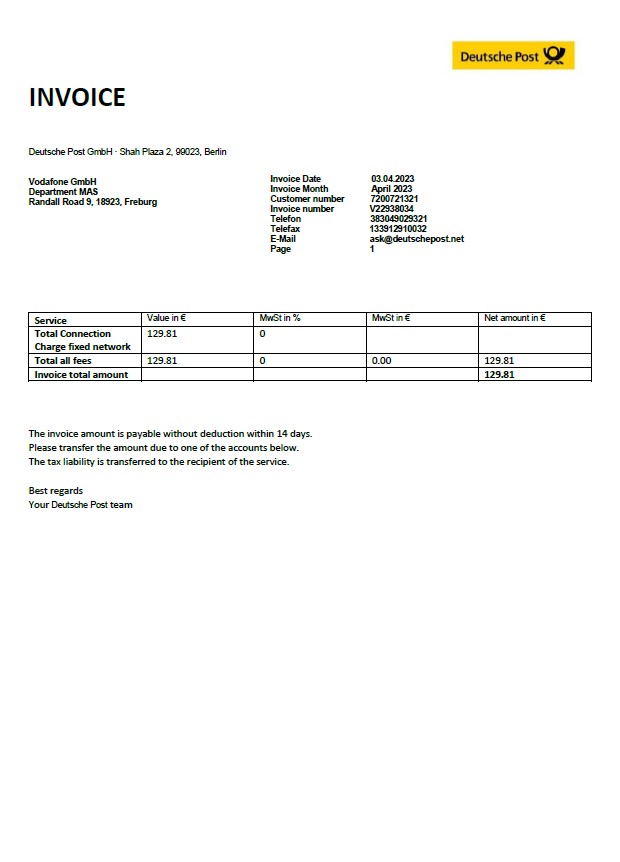 Deutsche Post
INVOICE
Deutsche Post GmbH · Shah Plaza 2, 99023, Berlin
Vodafone GmbH
Department MAS
Randall Road 9, 18923, Freburg
Invoice Date 03.04.2023
Invoice Month April 2023
Customer number 7200721321
Invoice number V22938034
Telefon 383049029321
Telefax 133912910032
E-Mail ask@deutschepost.net
Page 1
Service Value in € MwSt in % MwSt in € Net amount in €
Total Connection 129.81 0
Charge fixed network
Total all fees 129.81 0 0.00 129.81
Invoice total amount 129.81
The invoice amount is payable without deduction within 14 days.
Please transfer the amount due to one of the accounts below.
The tax liability is transferred to the recipient of the service.
Best regards
Your Deutsche Post team